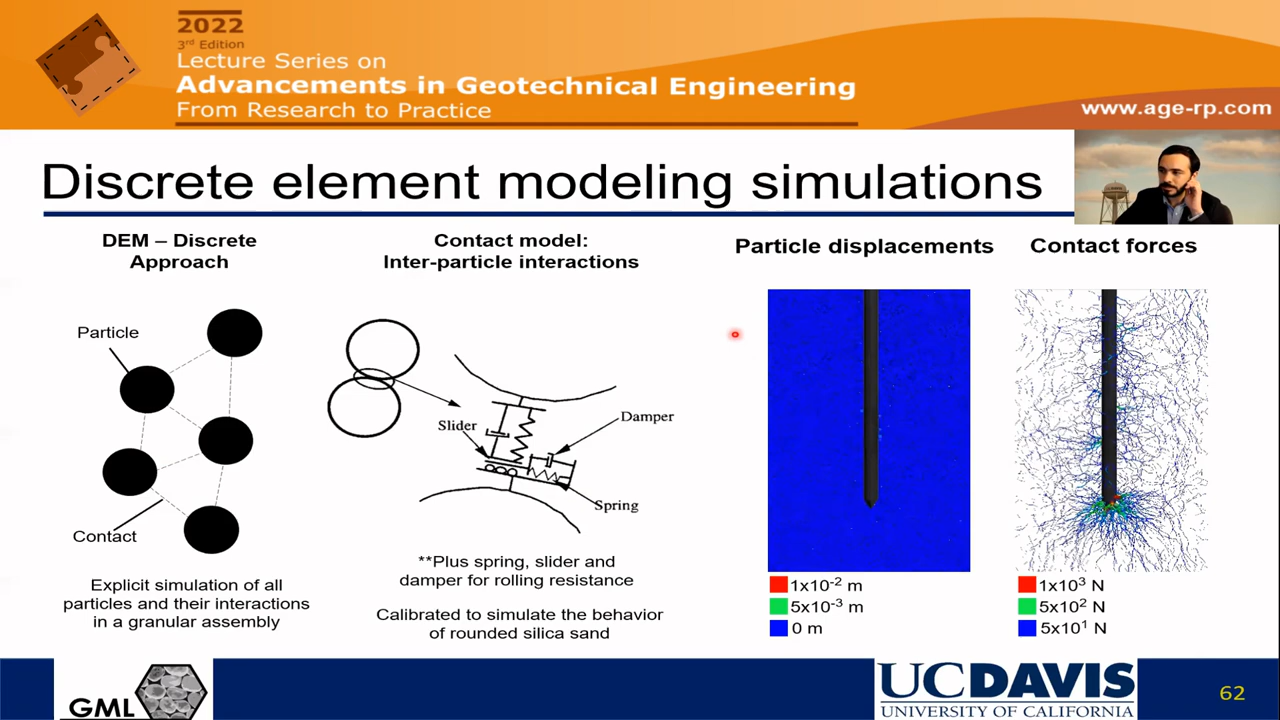 2022
3rd Edition
Lecture Series on
Advancements in Geotechnical Engineering
From Research to Practice
www.age-rp.com
Discrete element modeling simulations
DEM – Discrete
Approach
Particle
Contact
Explicit simulation of all
particles and their interactions
in a granular assembly
Contact model:
Inter-particle interactions
Slider
Damper
Spring
**Plus spring, slider and
damper for rolling resistance
Calibrated to simulate the behavior
of rounded silica sand
Particle displacements
1x10-2 m
5x10-3 m
0 m
Contact forces
1x10³ N
5x10² N
5x10¹ N
GML
UCDAVIS
UNIVERSITY OF CALIFORNIA
62